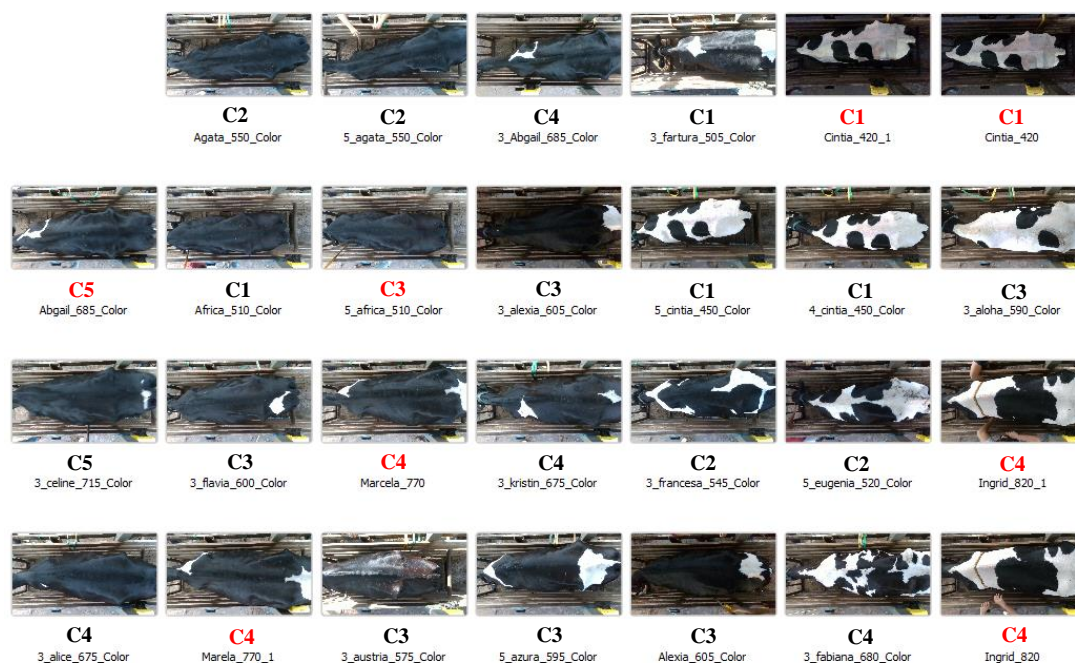 C2 C2 C4 C1 C1 C1
Agata_550_Color 5_agata_550_Color 3_Abgail_685_Color 3_fartura_505_Color Cintia_420_1 Cintia_420
C5 C1 C3 C3 C1 C1 C3
Abgail_685_Color Africa_510_Color 5_africa_510_Color 3_alexia_605_Color 5_cintia_450_Color 4_cintia_450_Color 3_aloha_590_Color
C5 C3 C4 C4 C2 C2 C4
3_celine_715_Color 3_flavia_600_Color Marcela_770 3_kristin_675_Color 3_francesa_545_Color 5_eugenia_520_Color Ingrid_820_1
C4 C4 C3 C3 C3 C4 C4
3_alice_675_Color Marela_770_1 3_austria_575_Color 5_azura_595_Color Alexia_605_Color 3_fabiana_680_Color Ingrid_820